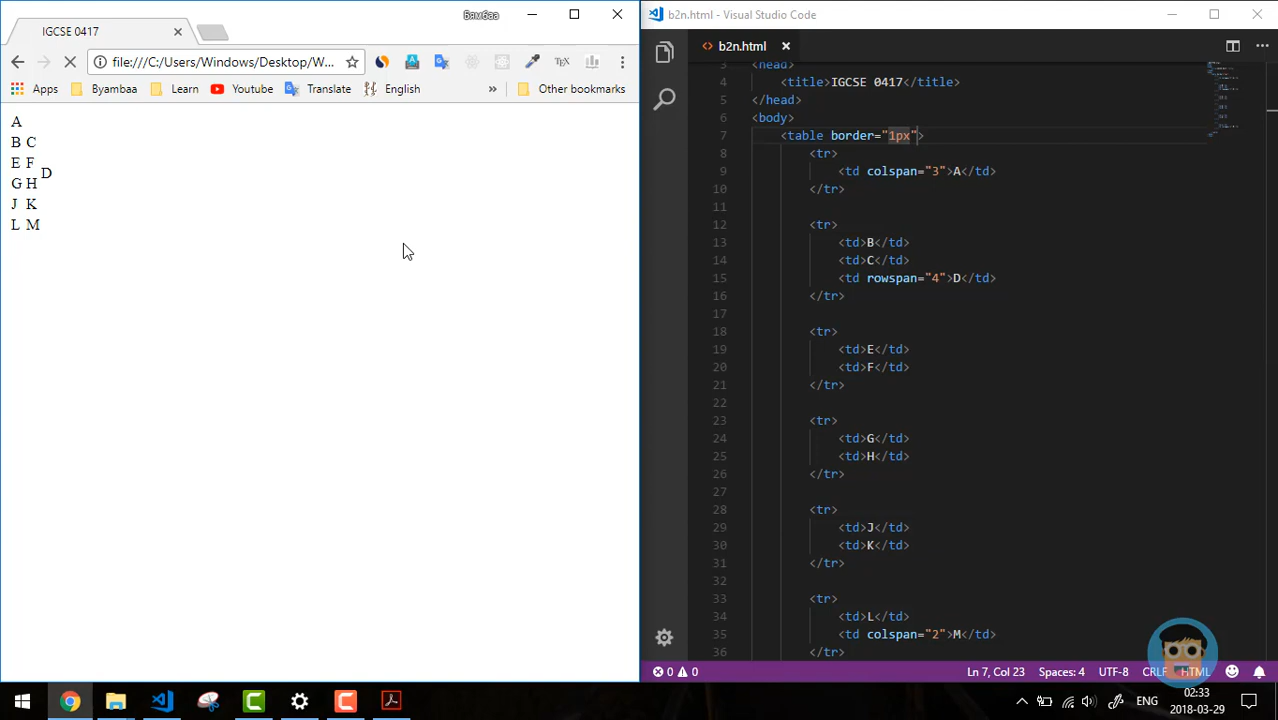 Бямбаа
IGCSE 0417
file:///C:/Users/Windows/Desktop/W...
TEX
Apps
Byambaa
Learn
Youtube
Translate
English
»
Other bookmarks
A
B C
E F
D
G H
J K
L M
b2n.html - Visual Studio Code
b2n.html
3 <head>
4 <title>IGCSE 0417</title>
5 </head>
6 <body>
7 <table border="1px">
8 <tr>
9 <td colspan="3">A</td>
10 </tr>
11
12 <tr>
13 <td>B</td>
14 <td>C</td>
15 <td rowspan="4">D</td>
16 </tr>
17
18 <tr>
19 <td>E</td>
20 <td>F</td>
21 </tr>
22
23 <tr>
24 <td>G</td>
25 <td>H</td>
26 </tr>
27
28 <tr>
29 <td>J</td>
30 <td>K</td>
31 </tr>
32
33 <tr>
34 <td>L</td>
35 <td colspan="2">M</td>
36 </tr>
0 0
Ln 7, Col 23
Spaces: 4
UTF-8
CRLF
HTML
ENG
02:33
2018-03-29